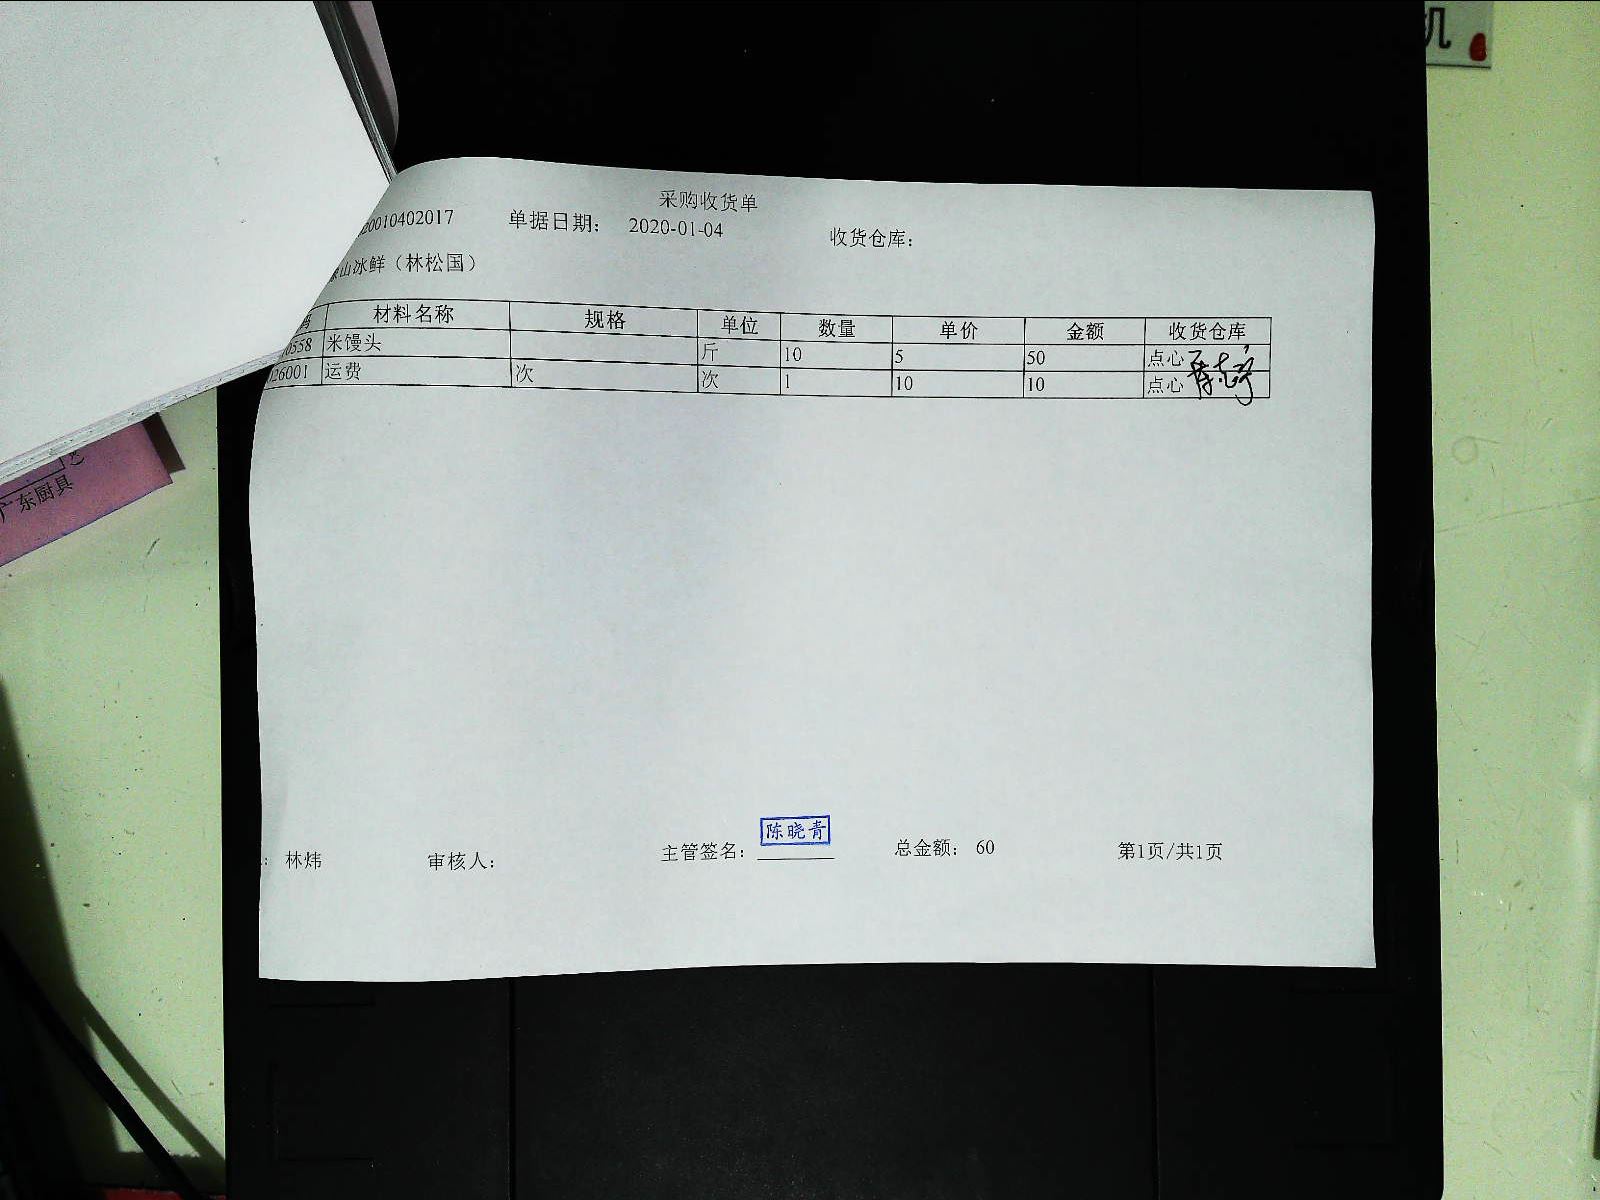 采购收货单
20010402017 单据日期： 2020-01-04 收货仓库：
山冰鲜（林松国）
材料名称 规格 单位 数量 单价 金额 收货仓库
0558 米馒头 斤 10 5 50 点心
26001 运费 次 次 1 10 10 点心
： 林炜 审核人： 主管签名： 陈晓青 总金额： 60 第1页/共1页
广东厨具
机